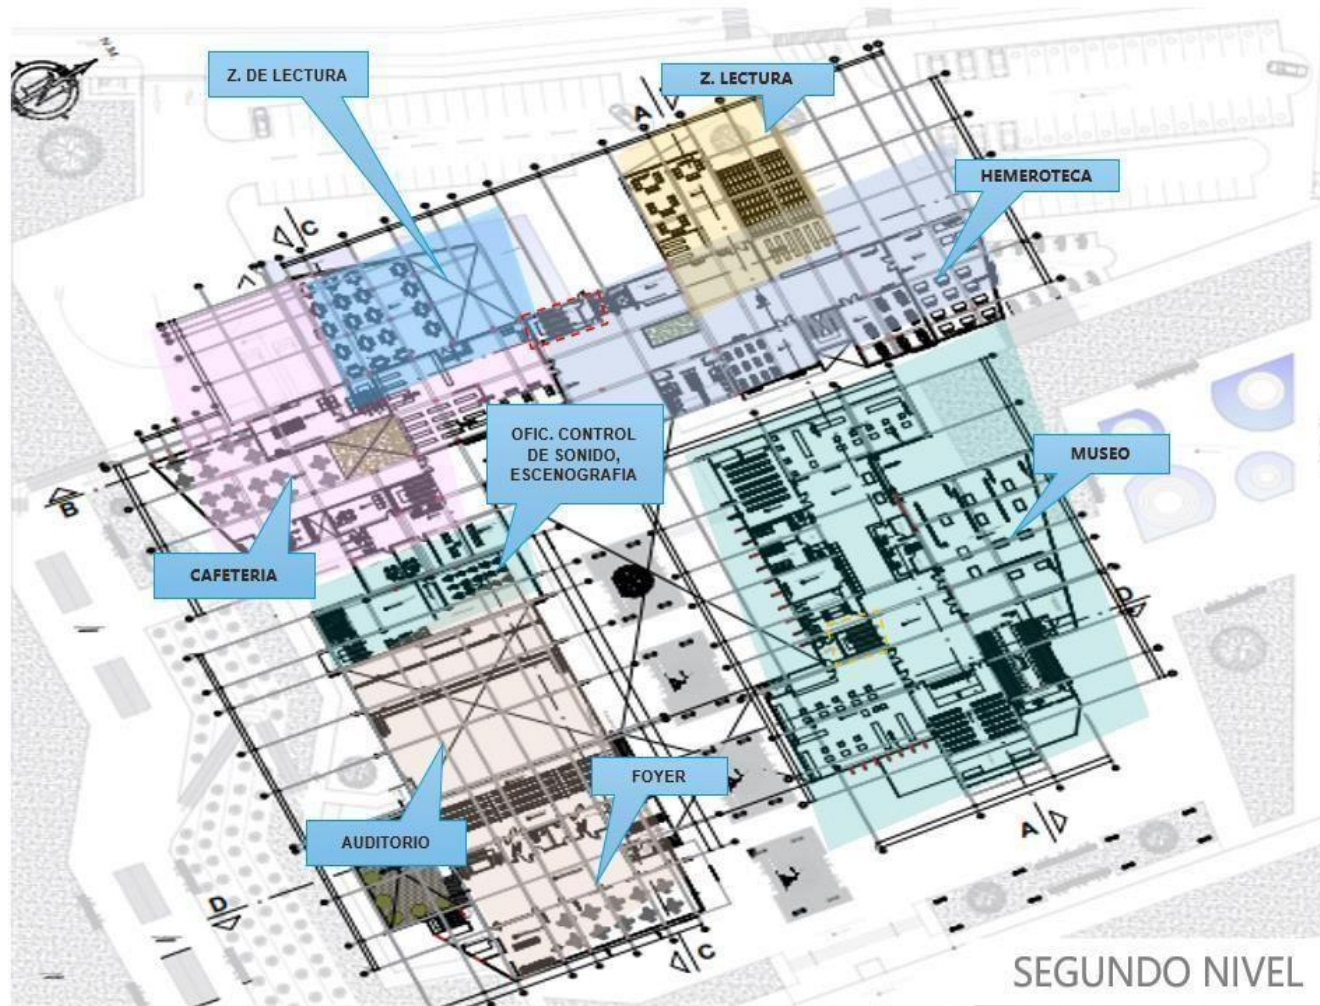 N.M
Z. DE LECTURA
Z. LECTURA
A
HEMEROTECA
C
OFIC. CONTROL
DE SONIDO,
ESCENOGRAFIA
MUSEO
B
CAFETERIA
D
FOYER
AUDITORIO
A
D
C
SEGUNDO NIVEL